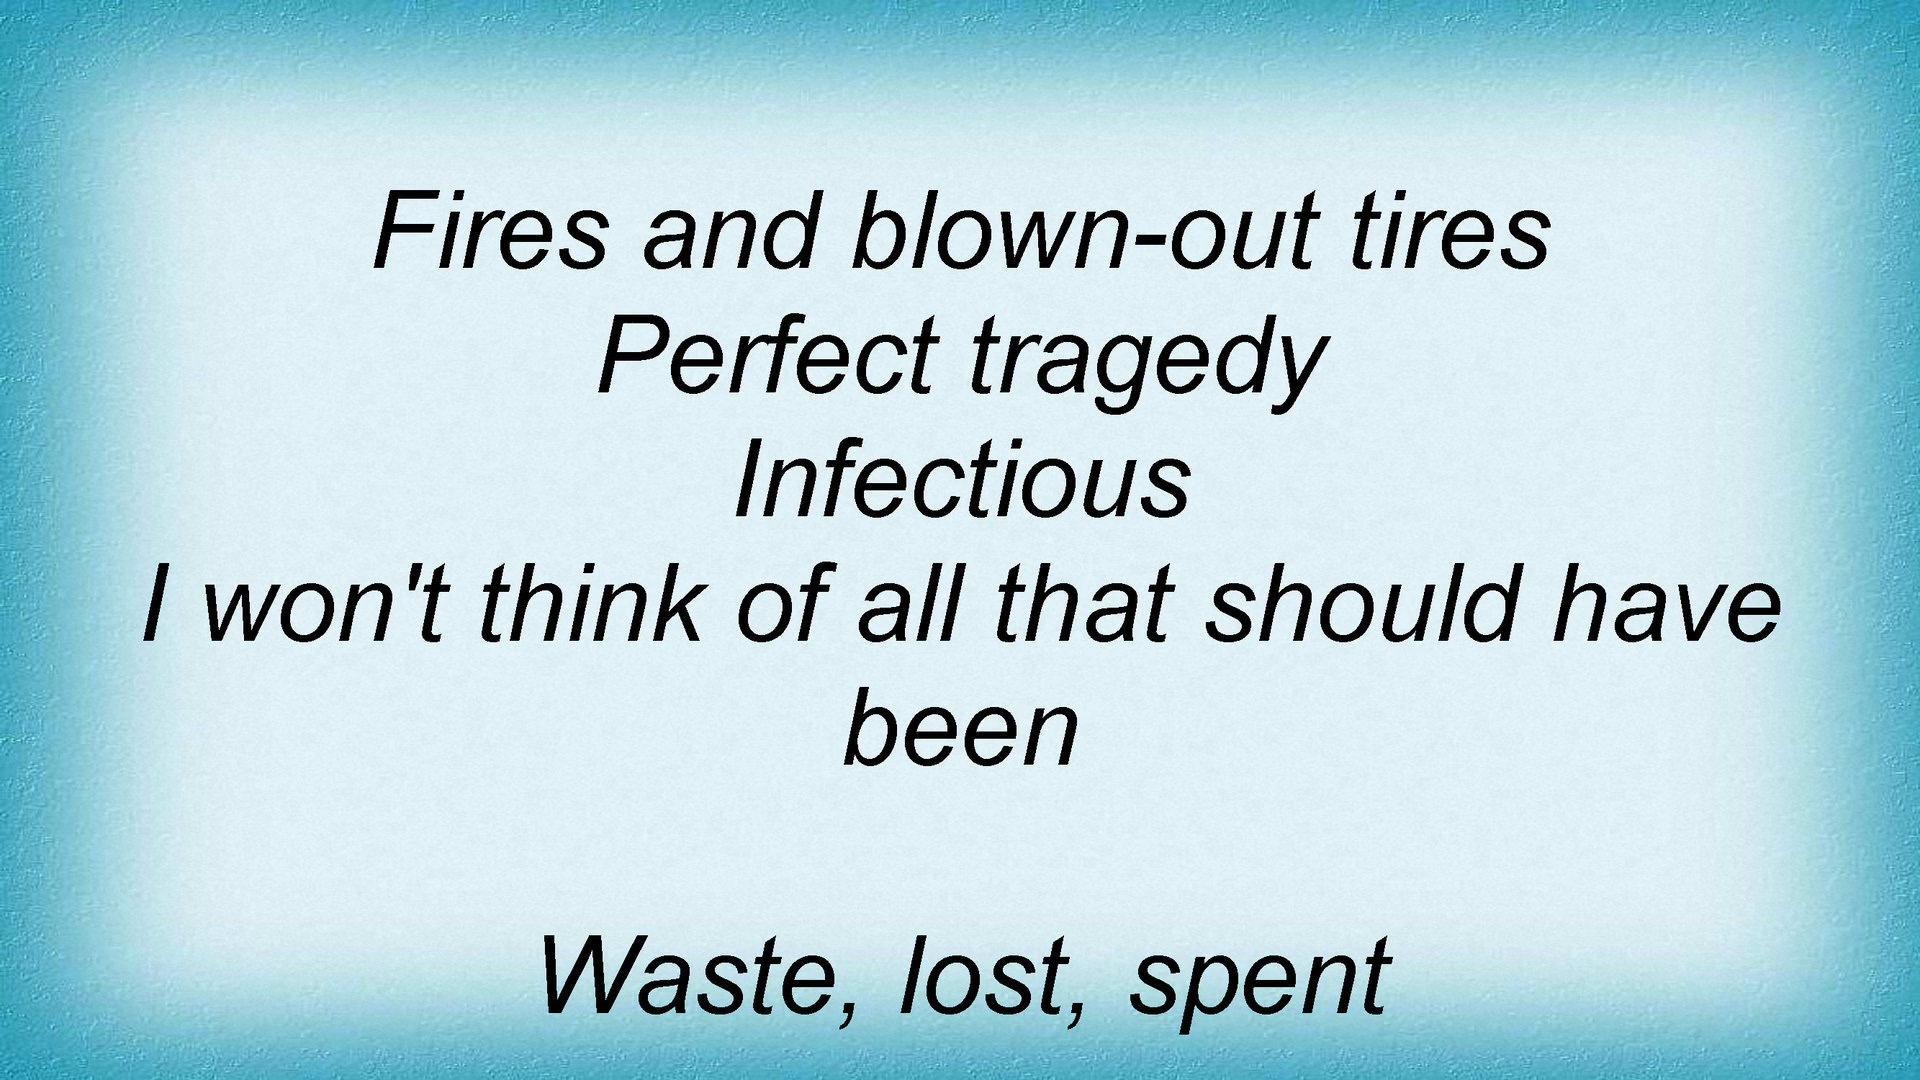 Fires and blown-out tires
Perfect tragedy
Infectious
I won't think of all that should have
been
Waste, lost, spent